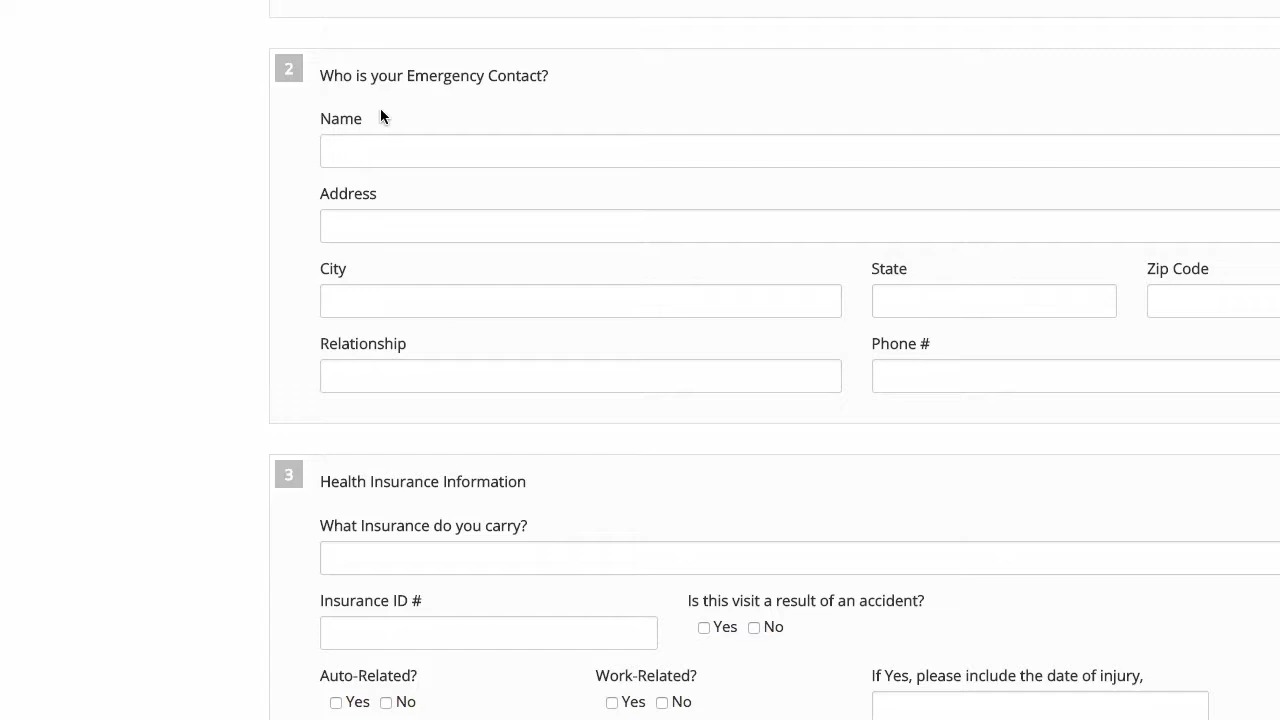 2
Who is your Emergency Contact?
Name
Address
City State Zip Code
Relationship Phone #
3
Health Insurance Information
What Insurance do you carry?
Insurance ID # Is this visit a result of an accident?
Yes No
Auto-Related? Work-Related? If Yes, please include the date of injury,
Yes No Yes No